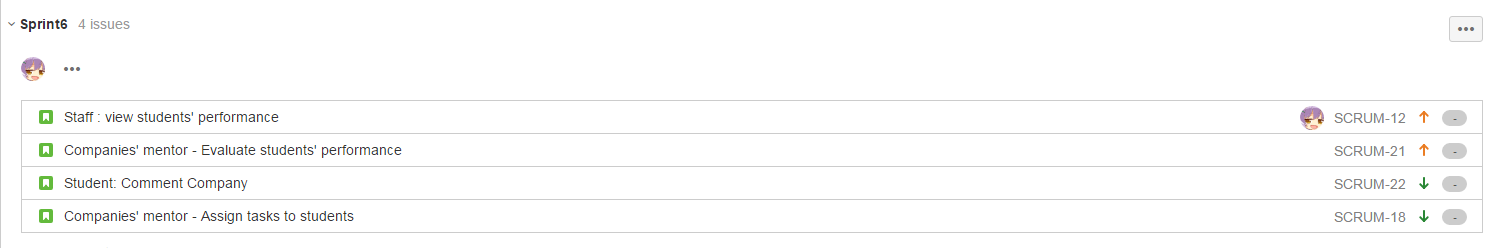 Sprint6 4 issues
Staff : view students' performance SCRUM-12 -
Companies' mentor - Evaluate students' performance SCRUM-21 -
Student: Comment Company SCRUM-22 -
Companies' mentor - Assign tasks to students SCRUM-18 -